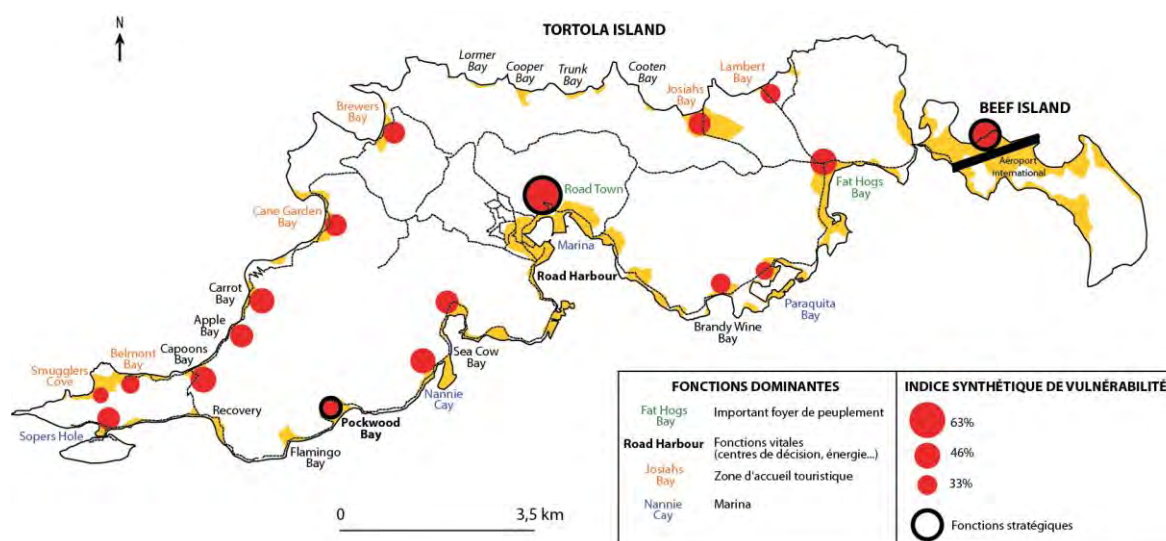 N
TORTOLA ISLAND
Lormer
Bay
Cooper
Bay
Trunk
Bay
Cooten
Bay
Lambert
Bay
Josiahs
Bay
Brewers
Bay
BEEF ISLAND
Aéroport
international
Fat Hogs
Bay
Road Town
Cane Garden
Bay
Marina
Road Harbour
Carrot
Bay
Apple
Bay
Capoons
Bay
Belmont
Bay
Smugglers
Cove
Sopers Hole
Recovery
Flamingo
Bay
Pockwood
Bay
Nannie
Cay
Sea Cow
Bay
Brandy Wine
Bay
Paraquita
Bay
0
3,5 km
FONCTIONS DOMINANTES
Fat Hogs
Bay
Important foyer de peuplement
Road Harbour
Fonctions vitales
(centres de décision, énergie...)
Josiahs
Bay
Zone d'accueil touristique
Nannie
Cay
Marina
INDICE SYNTHÉTIQUE DE VULNÉRABILITÉ
63%
46%
33%
Fonctions stratégiques